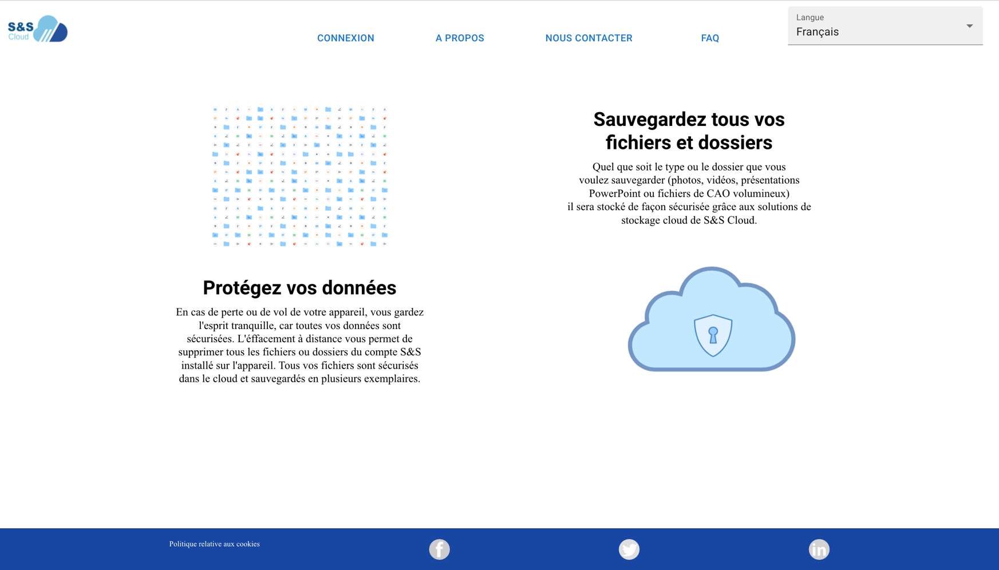 S&S
Cloud
CONNEXION
A PROPOS
NOUS CONTACTER
FAQ
Langue
Français
Sauvegardez tous vos
fichiers et dossiers
Quel que soit le type ou le dossier que vous
voulez sauvegarder (photos, vidéos, présentations
PowerPoint ou fichiers de CAO volumineux)
il sera stocké de façon sécurisée grâce aux solutions de
stockage cloud de S&S Cloud.
Protégez vos données
En cas de perte ou de vol de votre appareil, vous gardez
l'esprit tranquille, car toutes vos données sont
sécurisées. L'éffacement à distance vous permet de
supprimer tous les fichiers ou dossiers du compte S&S
installé sur l'appareil. Tous vos fichiers sont sécurisés
dans le cloud et sauvegardés en plusieurs exemplaires.
Politique relative aux cookies
f
in